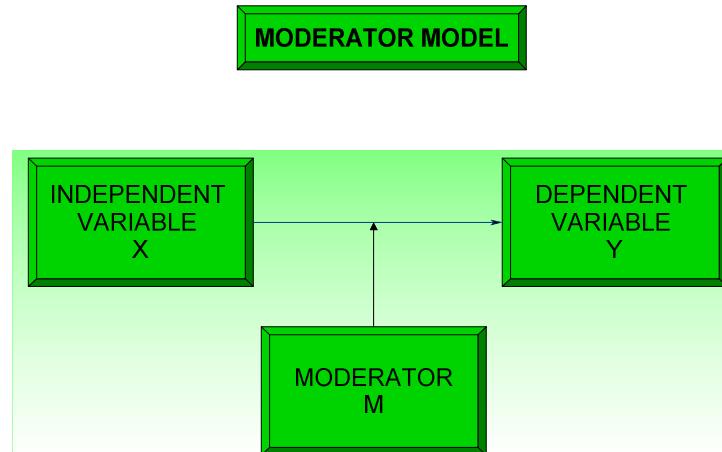 MODERATOR MODEL
INDEPENDENT
VARIABLE
X
DEPENDENT
VARIABLE
Y
MODERATOR
M